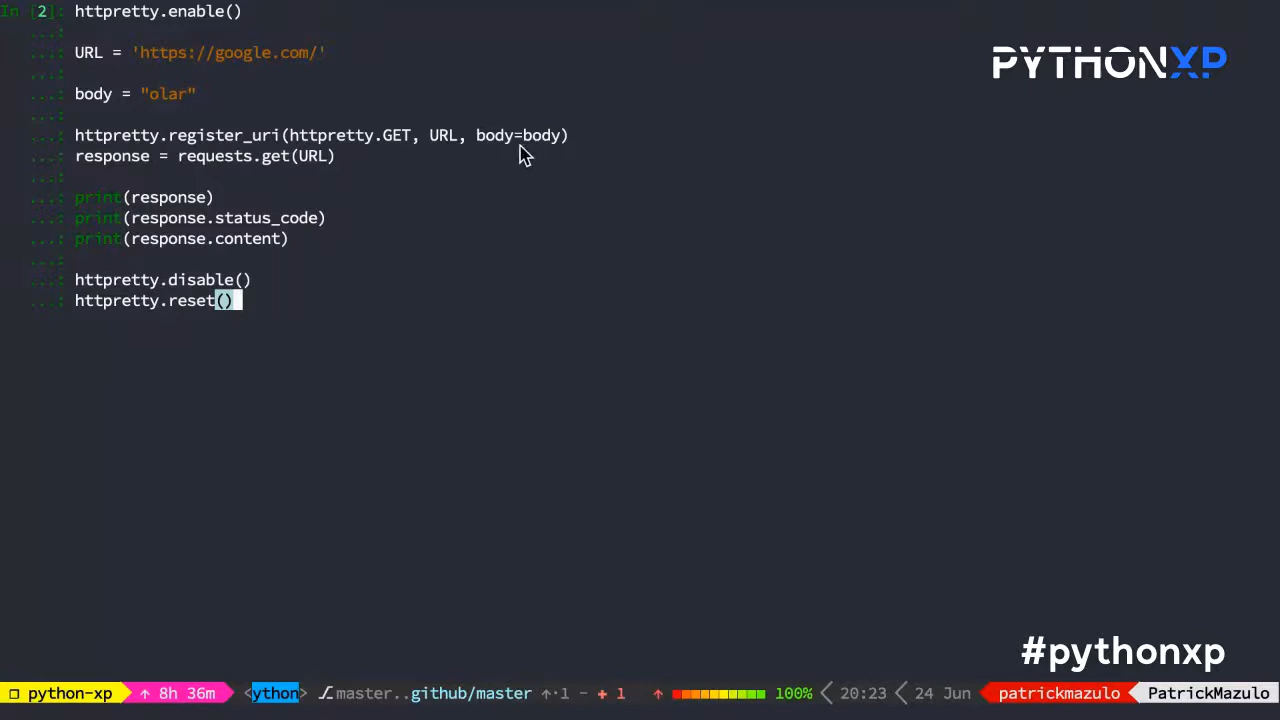 In [2]: httpretty.enable()
...:
...: URL = 'https://google.com/'
...:
...: body = "olar"
...:
...: httpretty.register_uri(httpretty.GET, URL, body=body)
...: response = requests.get(URL)
...:
...: print(response)
...: print(response.status_code)
...: print(response.content)
...:
...: httpretty.disable()
...: httpretty.reset()
PYTHONXP
#pythonxp
❐ python-xp ↑ 8h 36m <ython> master..github/master ↑·1 - + 1 ↑ 100% 20:23 24 Jun patrickmazulo PatrickMazulo